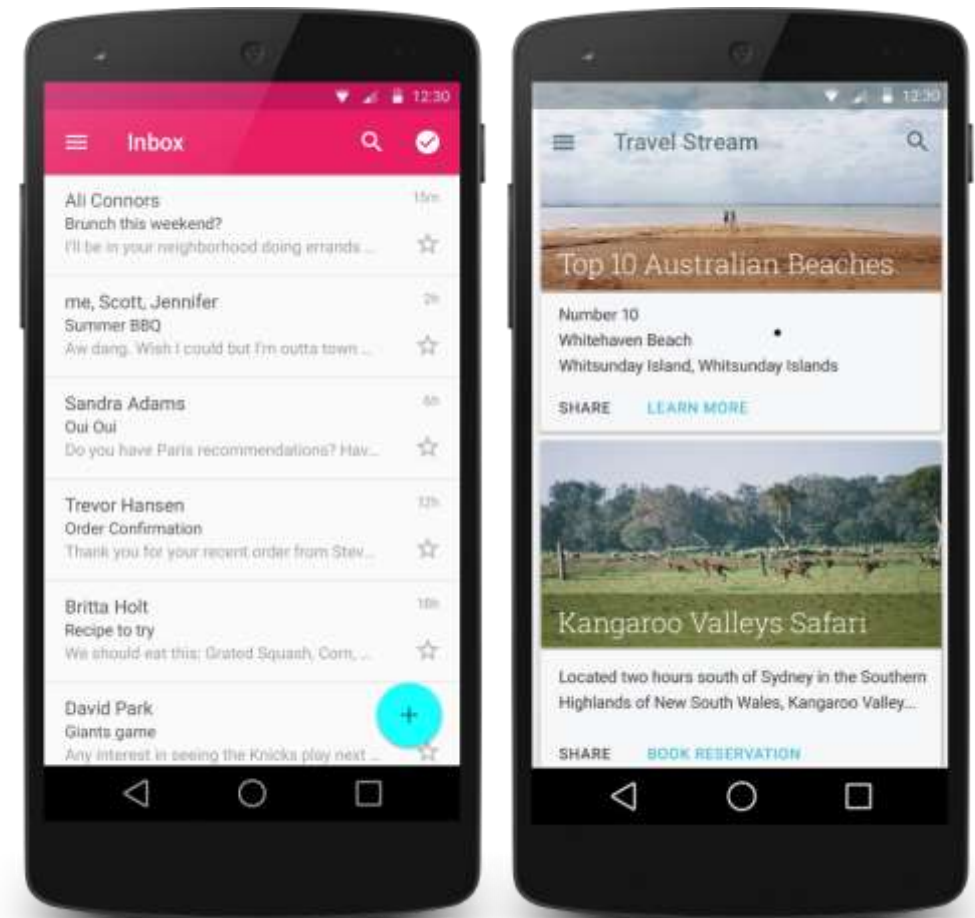 12:30
Inbox
Ali Connors
15m
Brunch this weekend?
I'll be in your neighborhood doing errands ...
me, Scott, Jennifer
2h
Summer BBQ
Aw dang. Wish I could but I'm outta town ...
Sandra Adams
6h
Oui Oui
Do you have Paris recommendations? Hav...
Trevor Hansen
12h
Order Confirmation
Thank you for your recent order from Stev...
Britta Holt
18h
Recipe to try
We should eat this: Grated Squash, Corn, ...
David Park
Giants game
Any interest in seeing the Knicks play next ...
12:30
Travel Stream
Top 10 Australian Beaches
Number 10
Whitehaven Beach
Whitsunday Island, Whitsunday Islands
SHARE LEARN MORE
Kangaroo Valleys Safari
Located two hours south of Sydney in the Southern
Highlands of New South Wales, Kangaroo Valley...
SHARE BOOK RESERVATION